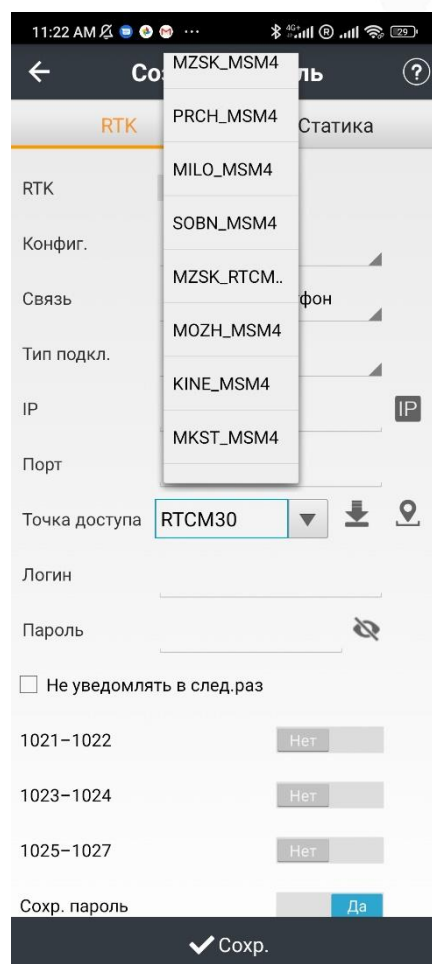 11:22 AM ... 4G+ R 29
Со ль ?
RTK Статика
MZSK_MSM4
PRCH_MSM4
MILO_MSM4
SOBN_MSM4
MZSK_RTCM..
MOZH_MSM4
KINE_MSM4
MKST_MSM4
RTK
Конфиг.
Связь фон
Тип подкл.
IP IP
Порт
Точка доступа RTCM30
Логин
Пароль
Не уведомлять в след.раз
1021–1022 Нет
1023–1024 Нет
1025–1027 Нет
Сохр. пароль Да
Сохр.